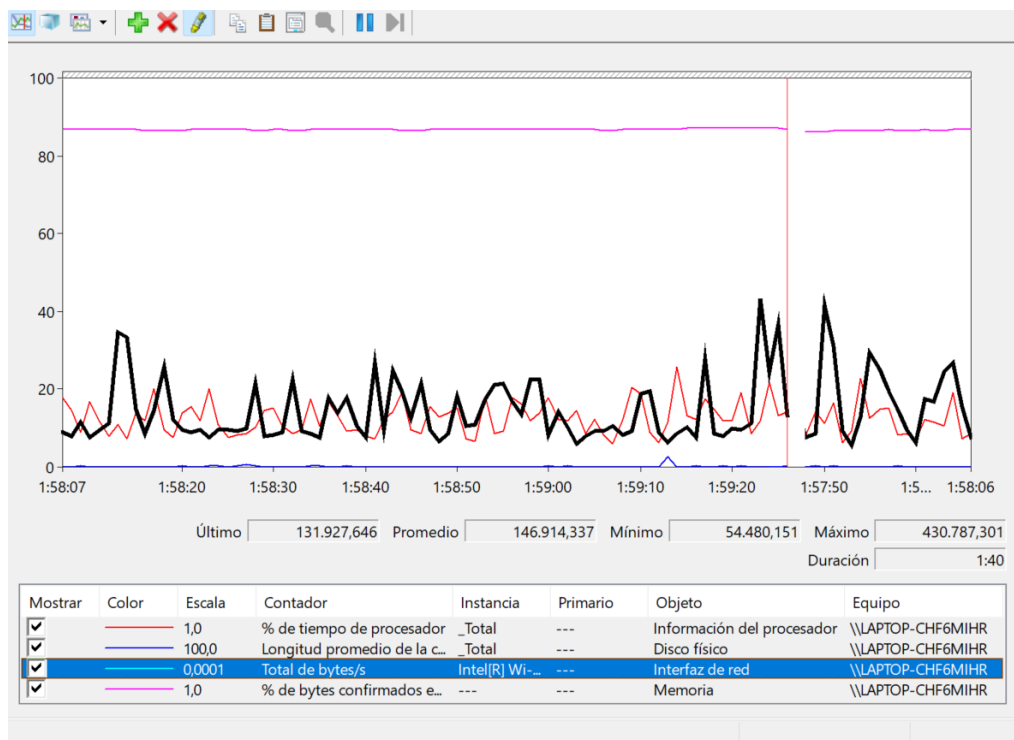 100
80
60
40
20
0
1:58:07 1:58:20 1:58:30 1:58:40 1:58:50 1:59:00 1:59:10 1:59:20 1:57:50 1:5... 1:58:06
Último 131.927,646 Promedio 146.914,337 Mínimo 54.480,151 Máximo 430.787,301
Duración 1:40
Mostrar Color Escala Contador Instancia Primario Objeto Equipo
1,0 % de tiempo de procesador _Total --- Información del procesador \\LAPTOP-CHF6MIHR
100,0 Longitud promedio de la c... _Total --- Disco físico \\LAPTOP-CHF6MIHR
0,0001 Total de bytes/s Intel[R] Wi-... --- Interfaz de red \\LAPTOP-CHF6MIHR
1,0 % de bytes confirmados e... --- --- Memoria \\LAPTOP-CHF6MIHR